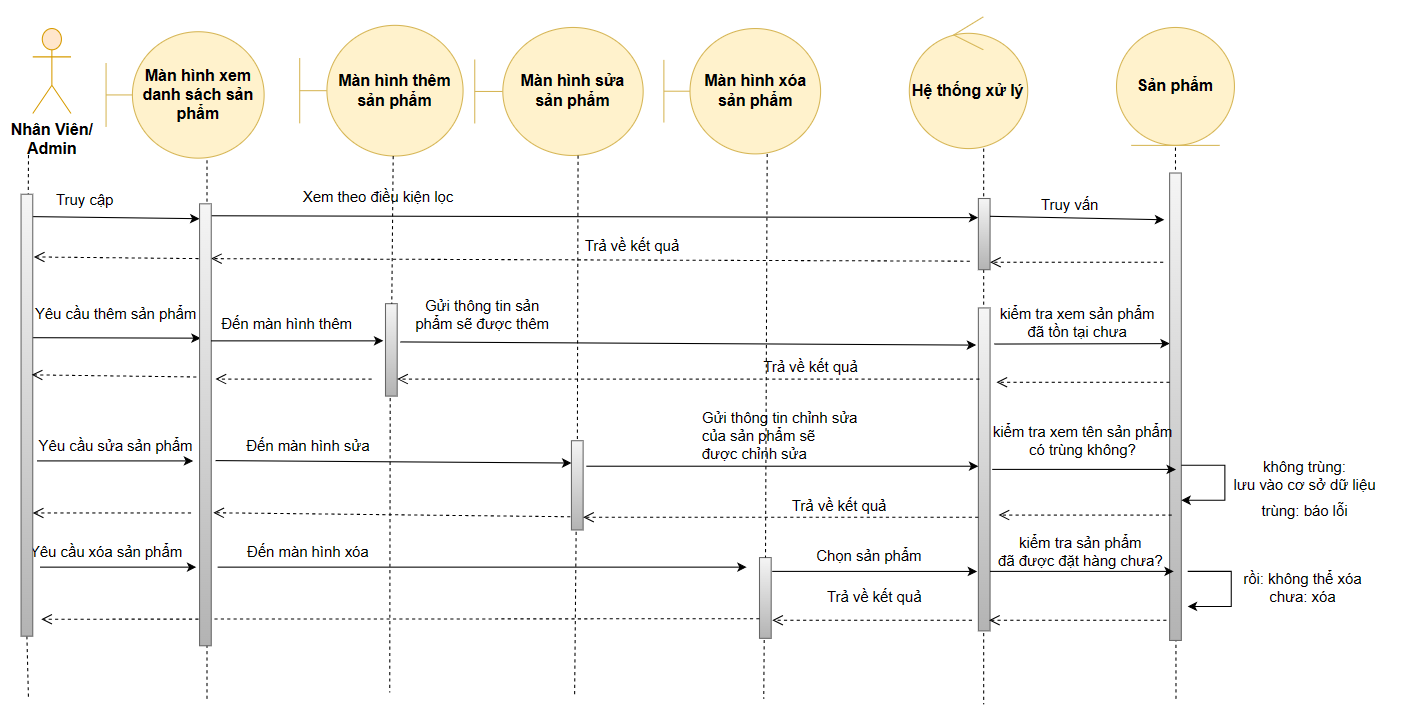 Nhân Viên/
Admin
Màn hình xem
danh sách sản
phẩm
Màn hình thêm
sản phẩm
Màn hình sửa
sản phẩm
Màn hình xóa
sản phẩm
Hệ thống xử lý
Sản phẩm
Truy cập
Xem theo điều kiện lọc
Truy vấn
Trả về kết quả
Yêu cầu thêm sản phẩm
Đến màn hình thêm
Gửi thông tin sản
phẩm sẽ được thêm
kiểm tra xem sản phẩm
đã tồn tại chưa
Trả về kết quả
Yêu cầu sửa sản phẩm
Đến màn hình sửa
Gửi thông tin chỉnh sửa
của sản phẩm sẽ
được chỉnh sửa
kiểm tra xem tên sản phẩm
có trùng không?
không trùng:
lưu vào cơ sở dữ liệu
trùng: báo lỗi
Trả về kết quả
Yêu cầu xóa sản phẩm
Đến màn hình xóa
Chọn sản phẩm
kiểm tra sản phẩm
đã được đặt hàng chưa?
rồi: không thể xóa
chưa: xóa
Trả về kết quả